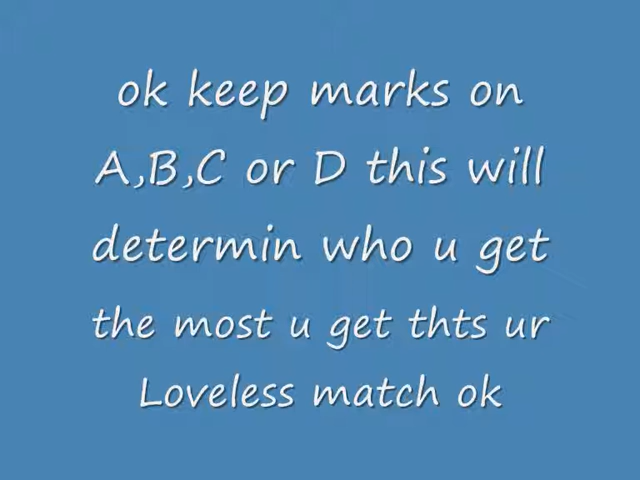 ok keep marks on
A,B,C or D this will
determin who u get
the most u get thts ur
Loveless match ok